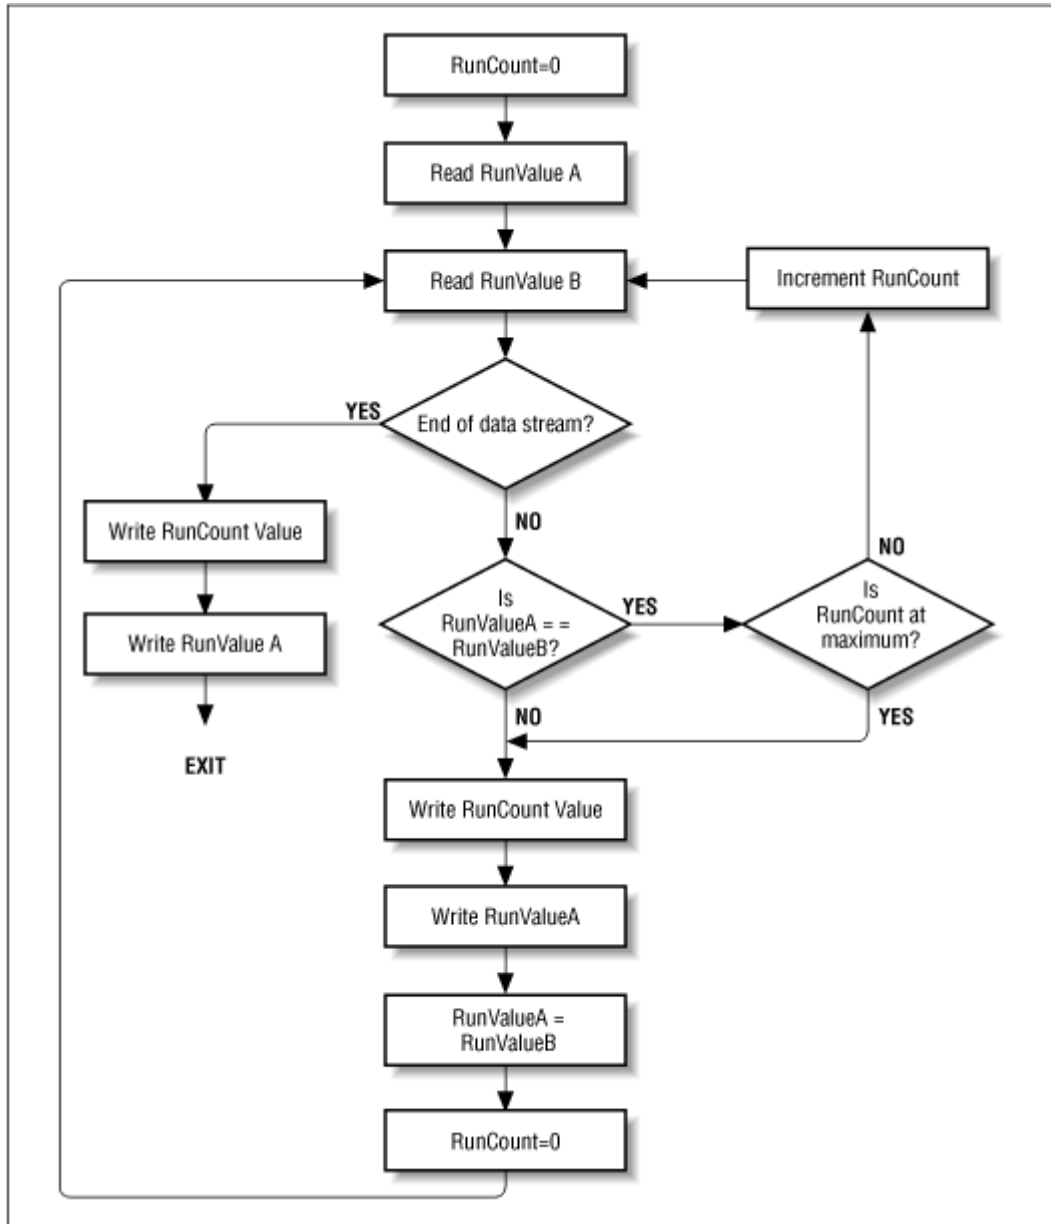 RunCount=0
Read RunValue A
Read RunValue B
Increment RunCount
End of data stream?
YES
NO
Write RunCount Value
Write RunValue A
EXIT
Is
RunValueA = =
RunValueB?
YES
NO
Is
RunCount at
maximum?
NO
YES
Write RunCount Value
Write RunValueA
RunValueA =
RunValueB
RunCount=0